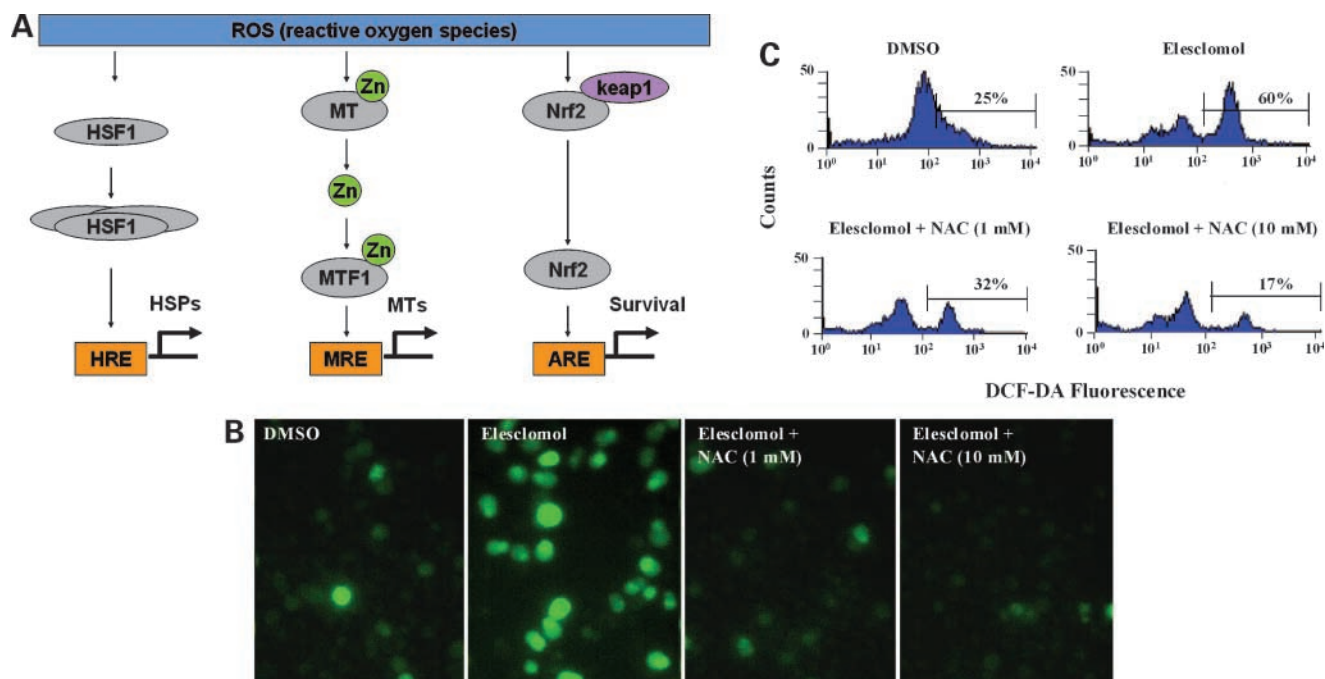 A
ROS (reactive oxygen species)
Zn
keap1
HSF1
MT
Nrf2
Zn
HSF1
Zn
MTF1
Nrf2
HSPs
MTs
Survival
HRE
MRE
ARE
C
DMSO
Elesclomol
50
25%
0
10⁰ 10¹ 10² 10³ 10⁴
50
60%
0
10⁰ 10¹ 10² 10³ 10⁴
Counts
Elesclomol + NAC (1 mM)
Elesclomol + NAC (10 mM)
50
32%
0
10⁰ 10¹ 10² 10³ 10⁴
50
17%
0
10⁰ 10¹ 10² 10³ 10⁴
DCF-DA Fluorescence
B
DMSO
Elesclomol
Elesclomol +
NAC (1 mM)
Elesclomol +
NAC (10 mM)